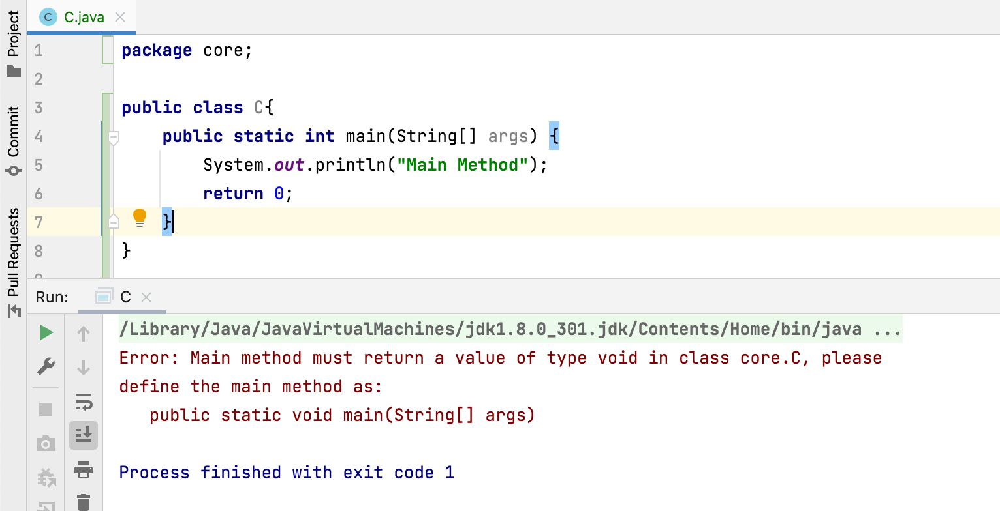 Project
Commit
Pull Requests
C C.java
1 package core;
2
3 public class C{
4 public static int main(String[] args) {
5 System.out.println("Main Method");
6 return 0;
7 }
8 }
Run: C
/Library/Java/JavaVirtualMachines/jdk1.8.0_301.jdk/Contents/Home/bin/java ...
Error: Main method must return a value of type void in class core.C, please
define the main method as:
public static void main(String[] args)
Process finished with exit code 1